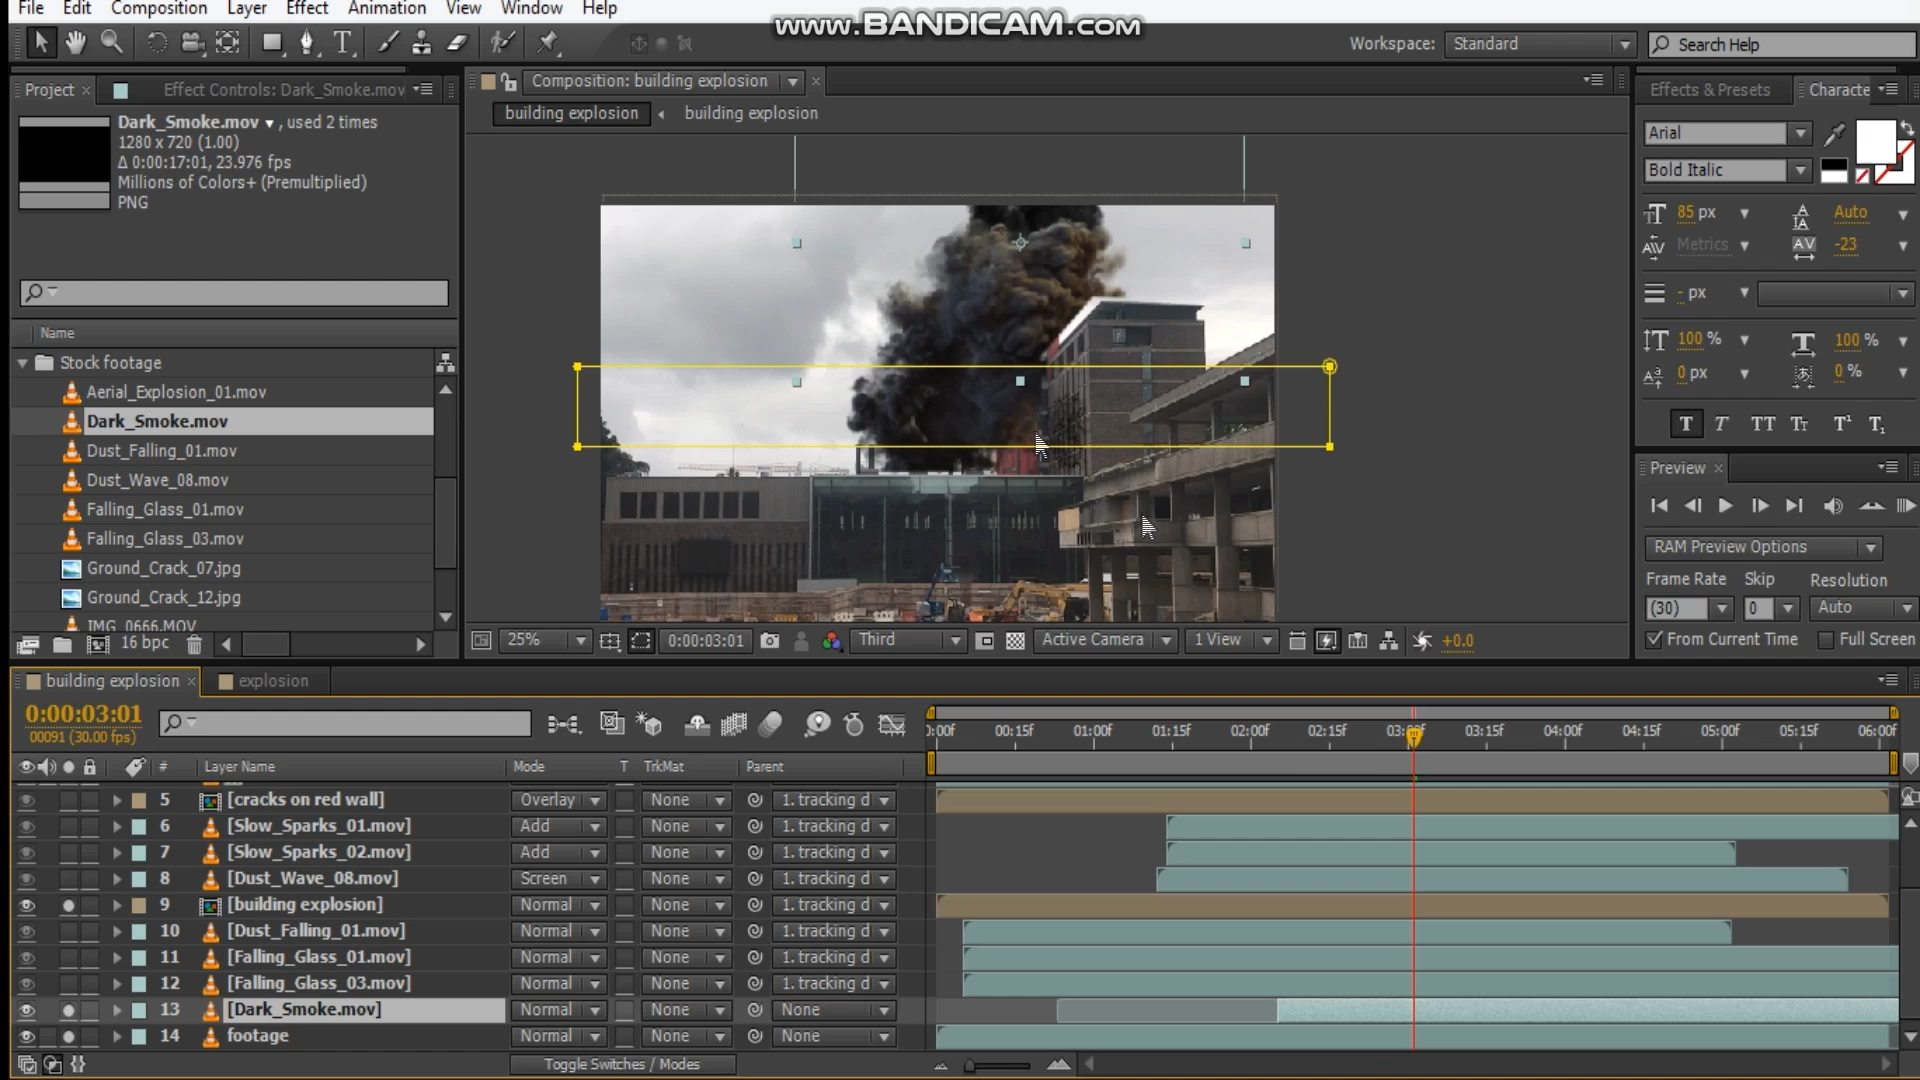 File Edit Composition Layer Effect Animation View Window Help
www.BANDICAM.com
Workspace: Standard
Search Help
Project
Effect Controls: Dark_Smoke.mov
Dark_Smoke.mov , used 2 times
1280 x 720 (1.00)
Δ 0:00:17:01, 23.976 fps
Millions of Colors+ (Premultiplied)
PNG
Name
Stock footage
Aerial_Explosion_01.mov
Dark_Smoke.mov
Dust_Falling_01.mov
Dust_Wave_08.mov
Falling_Glass_01.mov
Falling_Glass_03.mov
Ground_Crack_07.jpg
Ground_Crack_12.jpg
IMG_0666.MOV
16 bpc
Composition: building explosion
building explosion building explosion
25% 0:00:03:01 Third Active Camera 1 View +0.0
Effects & Presets Characte
Arial
Bold Italic
85 px Auto
Metrics -23
- px
100 % 100 %
0 px 0 %
T T TT Tt T¹ T₁
Preview
RAM Preview Options
Frame Rate Skip Resolution
(30) 0 Auto
From Current Time Full Screen
building explosion explosion
0:00:03:01
00091 (30.00 fps)
):00f 00:15f 01:00f 01:15f 02:00f 02:15f 03:00f 03:15f 04:00f 04:15f 05:00f 05:15f 06:00f
# Layer Name Mode T TrkMat Parent
5 [cracks on red wall] Overlay None 1. tracking d
6 [Slow_Sparks_01.mov] Add None 1. tracking d
7 [Slow_Sparks_02.mov] Add None 1. tracking d
8 [Dust_Wave_08.mov] Screen None 1. tracking d
9 [building explosion] Normal None 1. tracking d
10 [Dust_Falling_01.mov] Normal None 1. tracking d
11 [Falling_Glass_01.mov] Normal None 1. tracking d
12 [Falling_Glass_03.mov] Normal None 1. tracking d
13 [Dark_Smoke.mov] Normal None None
14 footage Normal None None
Toggle Switches / Modes